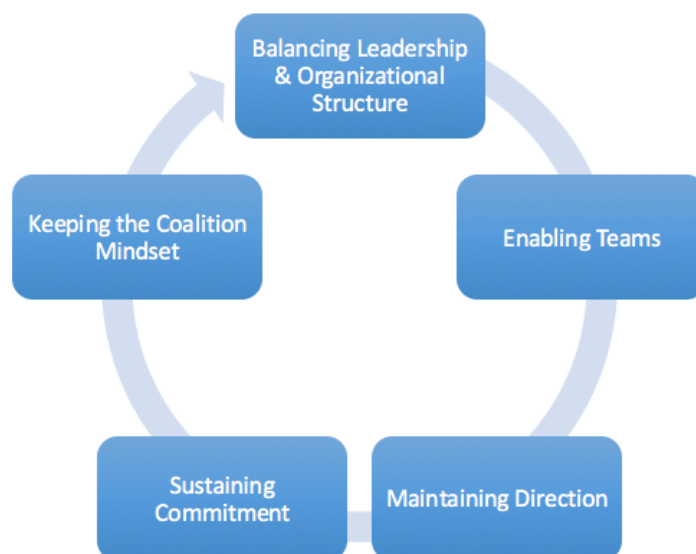 Balancing Leadership
& Organizational
Structure
Enabling Teams
Maintaining Direction
Sustaining
Commitment
Keeping the Coalition
Mindset